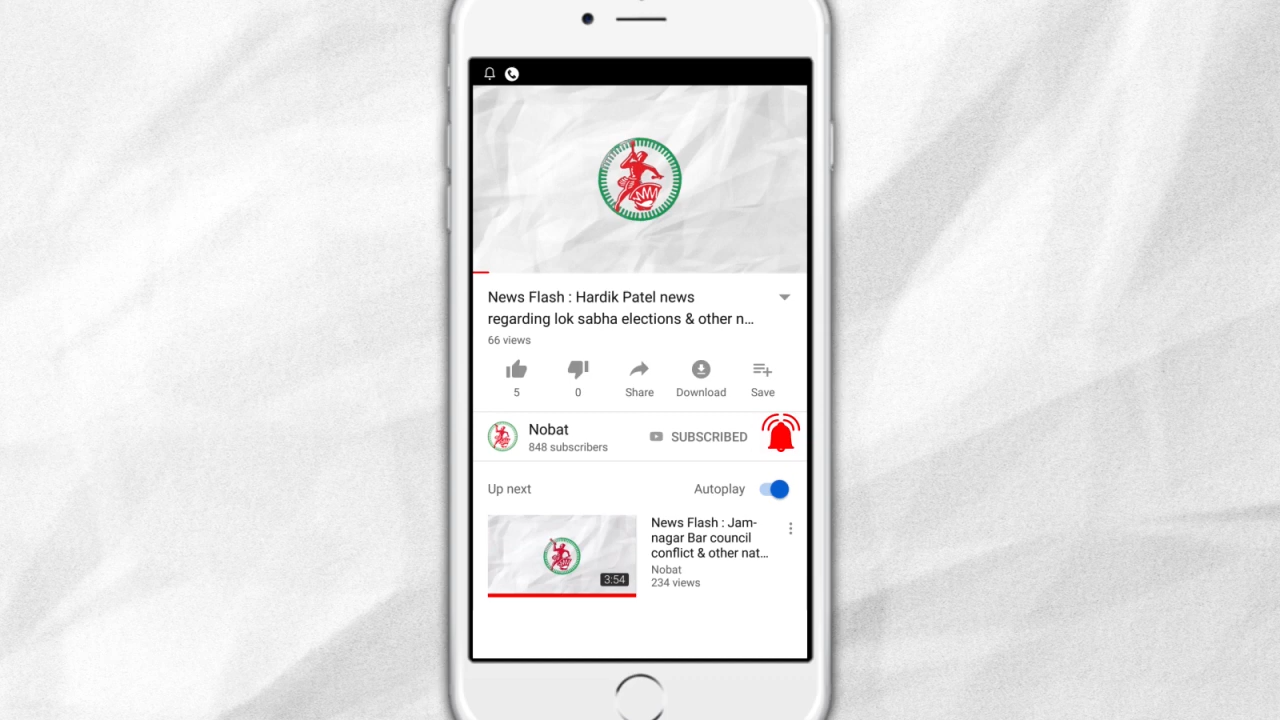 News Flash : Hardik Patel news
regarding lok sabha elections & other n...
66 views
5
0
Share
Download
Save
Nobat
848 subscribers
SUBSCRIBED
Up next
Autoplay
News Flash : Jam-
nagar Bar council
conflict & other nat...
Nobat
234 views
3:54